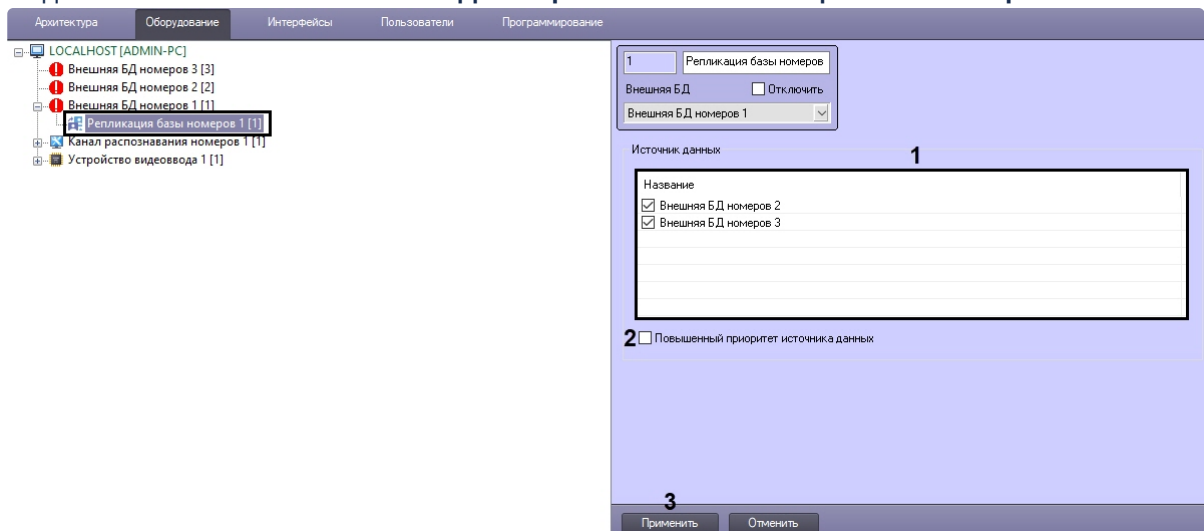 Архитектура Оборудование Интерфейсы Пользователи Программирование
LOCALHOST [ADMIN-PC]
Внешняя БД номеров 3 [3]
Внешняя БД номеров 2 [2]
Внешняя БД номеров 1 [1]
Репликация базы номеров 1 [1]
Канал распознавания номеров 1 [1]
Устройство видеоввода 1 [1]
1 Репликация базы номеров
Внешняя БД Отключить
Внешняя БД номеров 1
Источник данных 1
Название
Внешняя БД номеров 2
Внешняя БД номеров 3
2 Повышенный приоритет источника данных
3
Применить Отменить